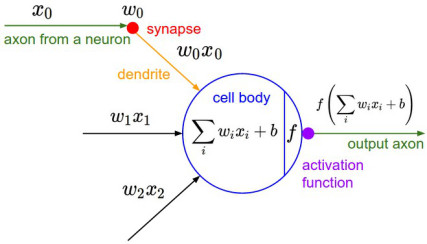 x₀ w₀
synapse
axon from a neuron
w₀x₀
dendrite
cell body
w₁x₁
∑ᵢ wᵢxᵢ + b
f
f(∑ᵢ wᵢxᵢ + b)
output axon
activation
function
w₂x₂